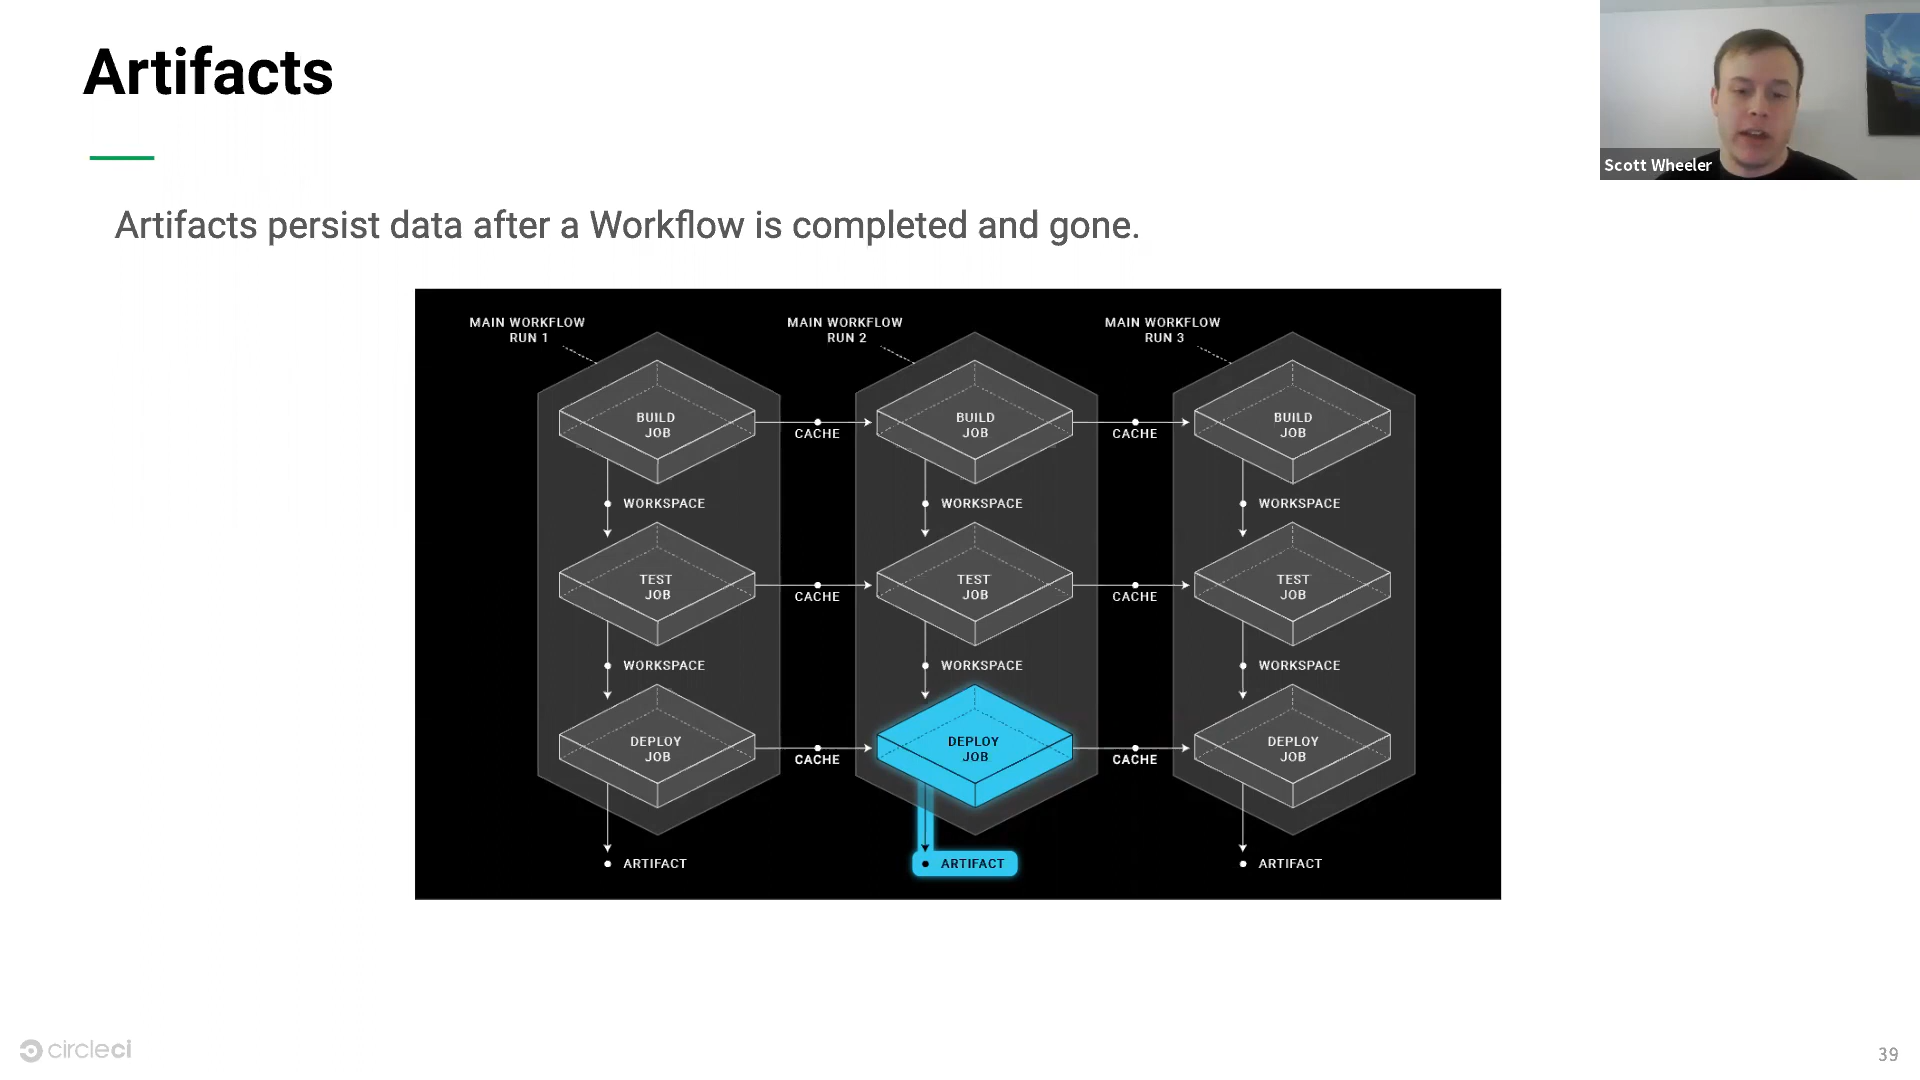 Artifacts
Scott Wheeler
Artifacts persist data after a Workflow is completed and gone.
MAIN WORKFLOW
RUN 1
MAIN WORKFLOW
RUN 2
MAIN WORKFLOW
RUN 3
BUILD
JOB
CACHE
BUILD
JOB
CACHE
BUILD
JOB
WORKSPACE
WORKSPACE
WORKSPACE
TEST
JOB
CACHE
TEST
JOB
CACHE
TEST
JOB
WORKSPACE
WORKSPACE
WORKSPACE
DEPLOY
JOB
CACHE
DEPLOY
JOB
CACHE
DEPLOY
JOB
ARTIFACT
ARTIFACT
ARTIFACT
circleci
39